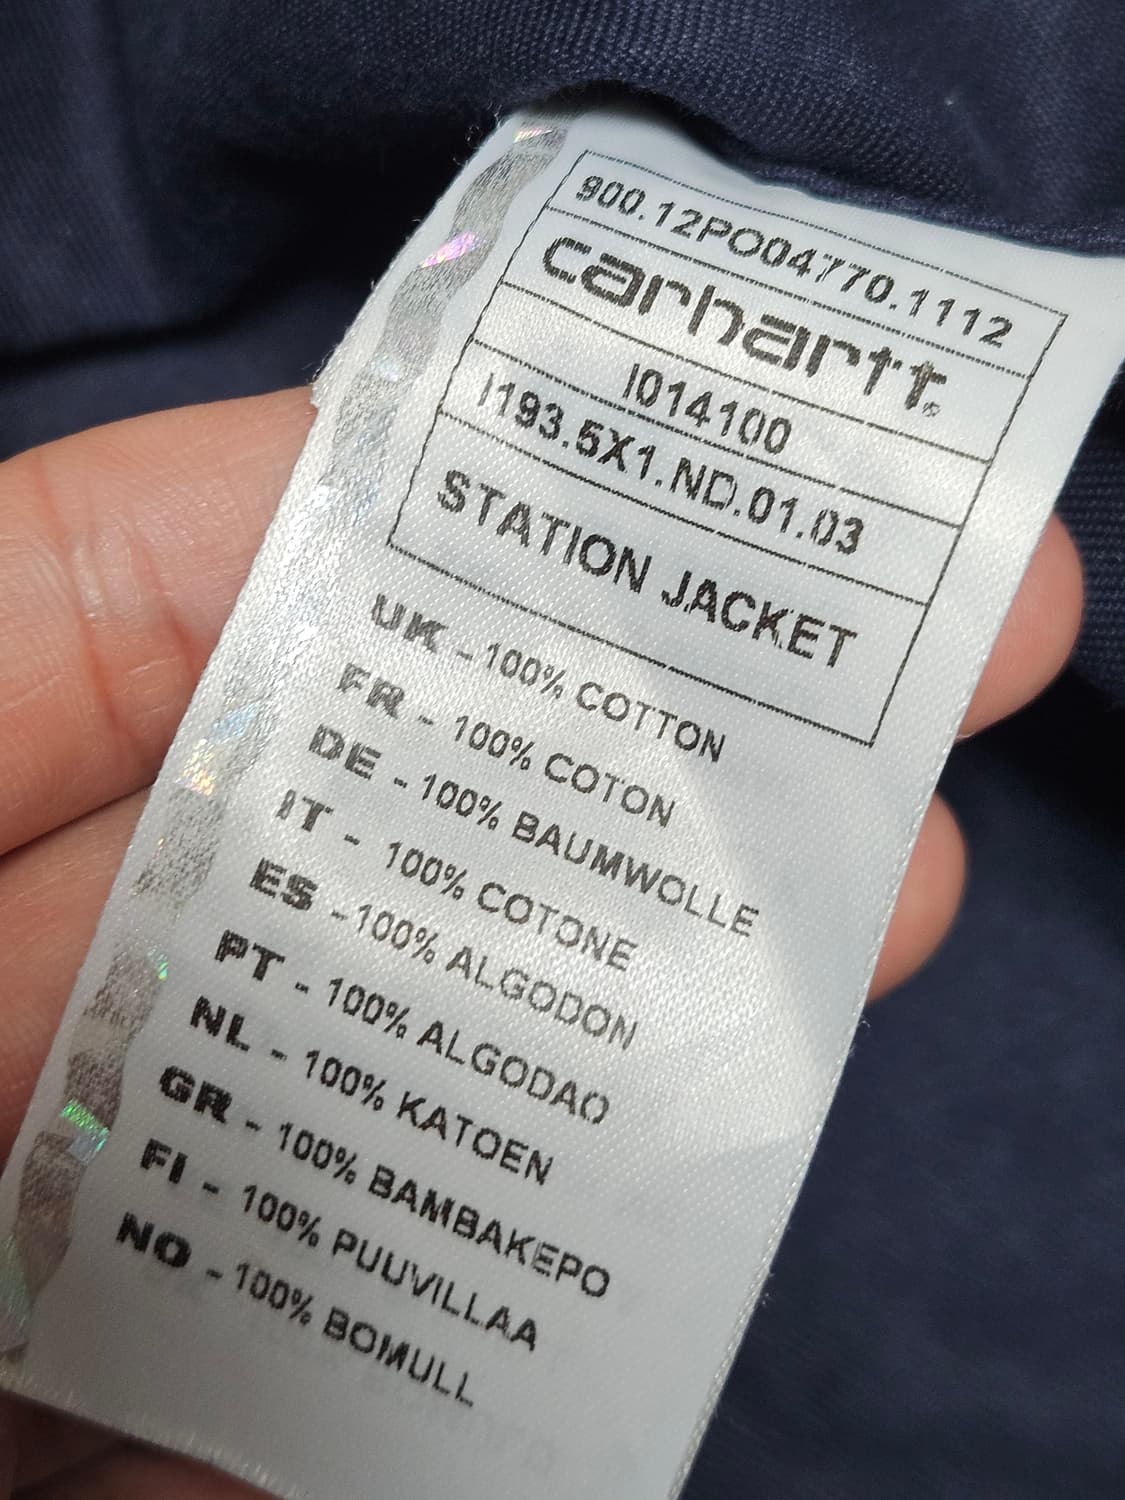 900.12PO04770.1112
carhartt®
I014100
I193.5X1.ND.01.03
STATION JACKET
UK - 100% COTTON
FR - 100% COTON
DE - 100% BAUMWOLLE
IT - 100% COTONE
ES -100% ALGODON
PT - 100% ALGODAO
NL - 100% KATOEN
GR - 100% BAMBAKEPO
FI - 100% PUUVILLAA
NO - 100% BOMULL